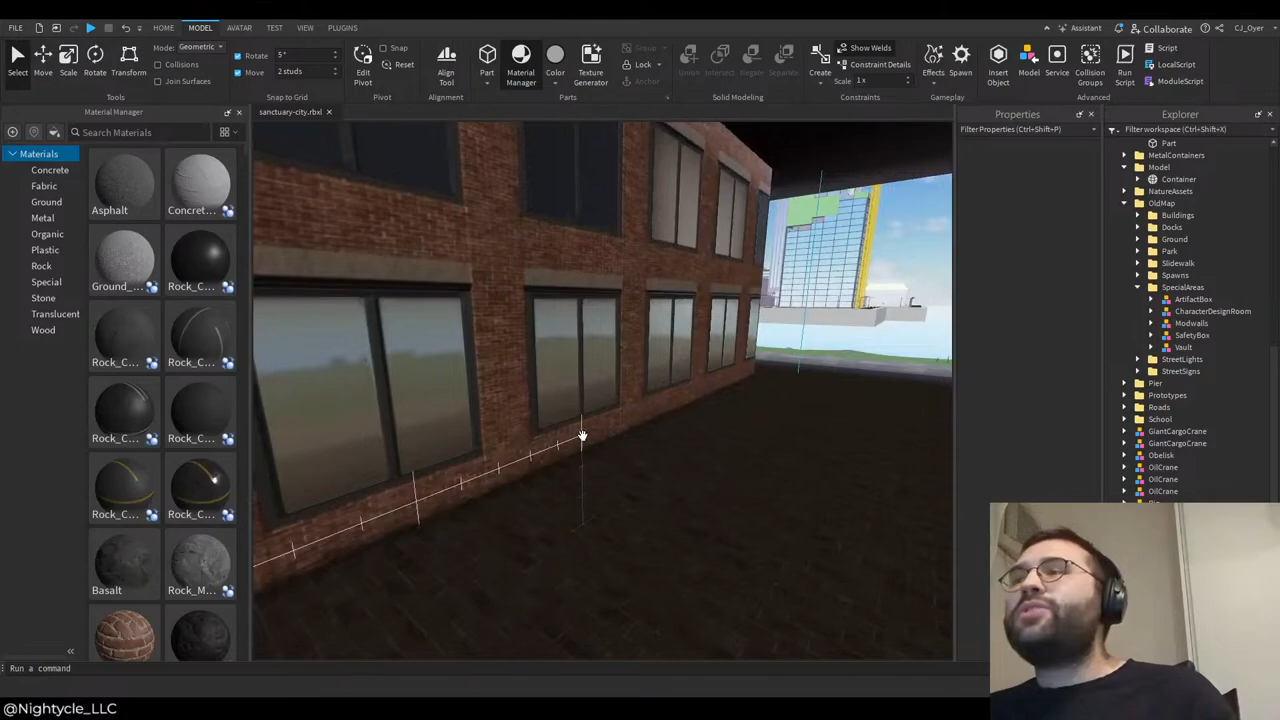 FILE
HOME
MODEL
AVATAR
TEST
VIEW
PLUGINS
Assistant
Collaborate
CJ_Oyer
Select
Move
Scale
Rotate
Transform
Tools
Mode: Geometric
Collisions
Join Surfaces
Rotate 5°
Move 2 studs
Snap to Grid
Edit Pivot
Snap
Reset
Pivot
Align Tool
Alignment
Part
Material Manager
Color
Texture Generator
Group
Lock
Anchor
Parts
Union
Intersect
Negate
Separate
Solid Modeling
Create
Show Welds
Constraint Details
Scale 1x
Constraints
Effects
Spawn
Gameplay
Insert Object
Model
Service
Collision Groups
Run Script
Script
LocalScript
ModuleScript
Advanced
Material Manager
sanctuary-city.rbxl
Properties
Explorer
Search Materials
Filter Properties (Ctrl+Shift+P)
Filter workspace (Ctrl+Shift+X)
Materials
Concrete
Fabric
Ground
Metal
Organic
Plastic
Rock
Special
Stone
Translucent
Wood
Asphalt
Concret...
Ground_...
Rock_C...
Rock_C...
Rock_C...
Rock_C...
Rock_C...
Rock_C...
Rock_C...
Basalt
Rock_M...
Part
MetalContainers
Model
Container
NatureAssets
OldMap
Buildings
Docks
Ground
Park
Slidewalk
Spawns
SpecialAreas
ArtifactBox
CharacterDesignRoom
Modwalls
SafetyBox
Vault
StreetLights
StreetSigns
Pier
Prototypes
Roads
School
GiantCargoCrane
GiantCargoCrane
Obelisk
OilCrane
OilCrane
OilCrane
Run a command
@Nightycle_LLC